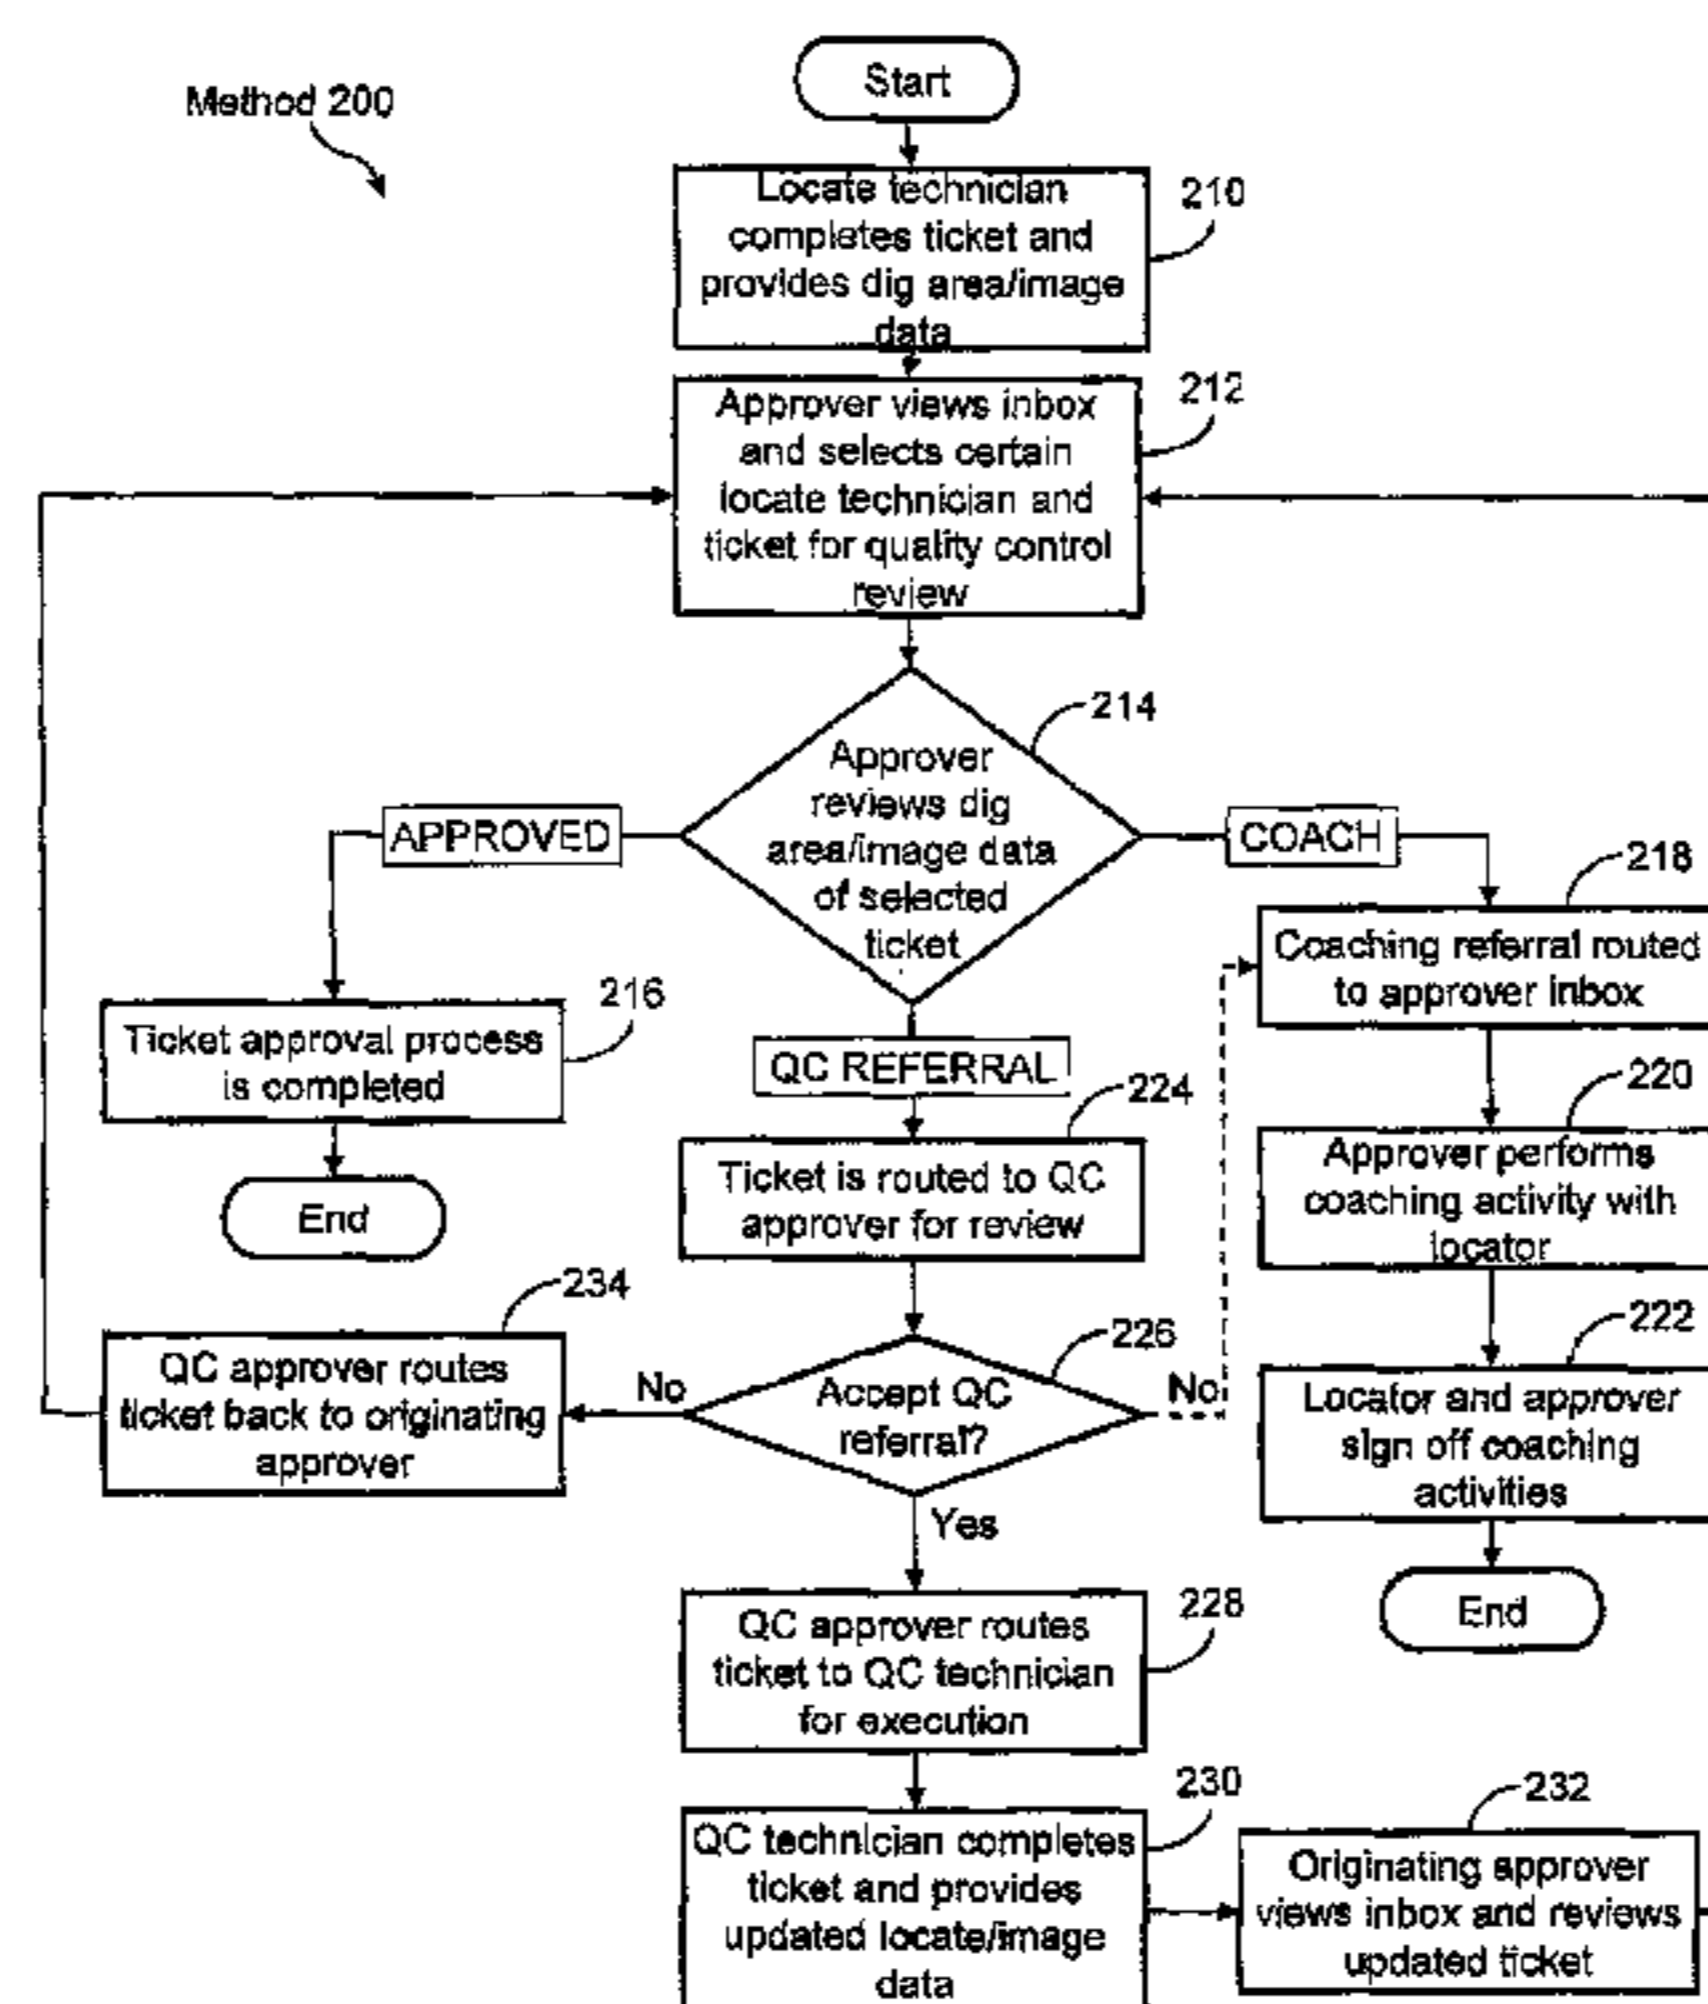 Start
Method 200
Locate technician
completes ticket and
provides dig area/image
data
210
Approver views inbox
and selects certain
locate technician and
ticket for quality control
review
212
Approver
reviews dig
area/image data
of selected
ticket
214
APPROVED
COACH
Ticket approval process
is completed
216
End
QC REFERRAL
Coaching referral routed
to approver inbox
218
Approver performs
coaching activity with
locator
220
Locator and approver
sign off coaching
activities
222
End
Ticket is routed to QC
approver for review
224
Accept QC
referral?
226
No
No
Yes
QC approver routes
ticket back to originating
approver
234
QC approver routes
ticket to QC technician
for execution
228
QC technician completes
ticket and provides
updated locate/image
data
230
Originating approver
views inbox and reviews
updated ticket
232